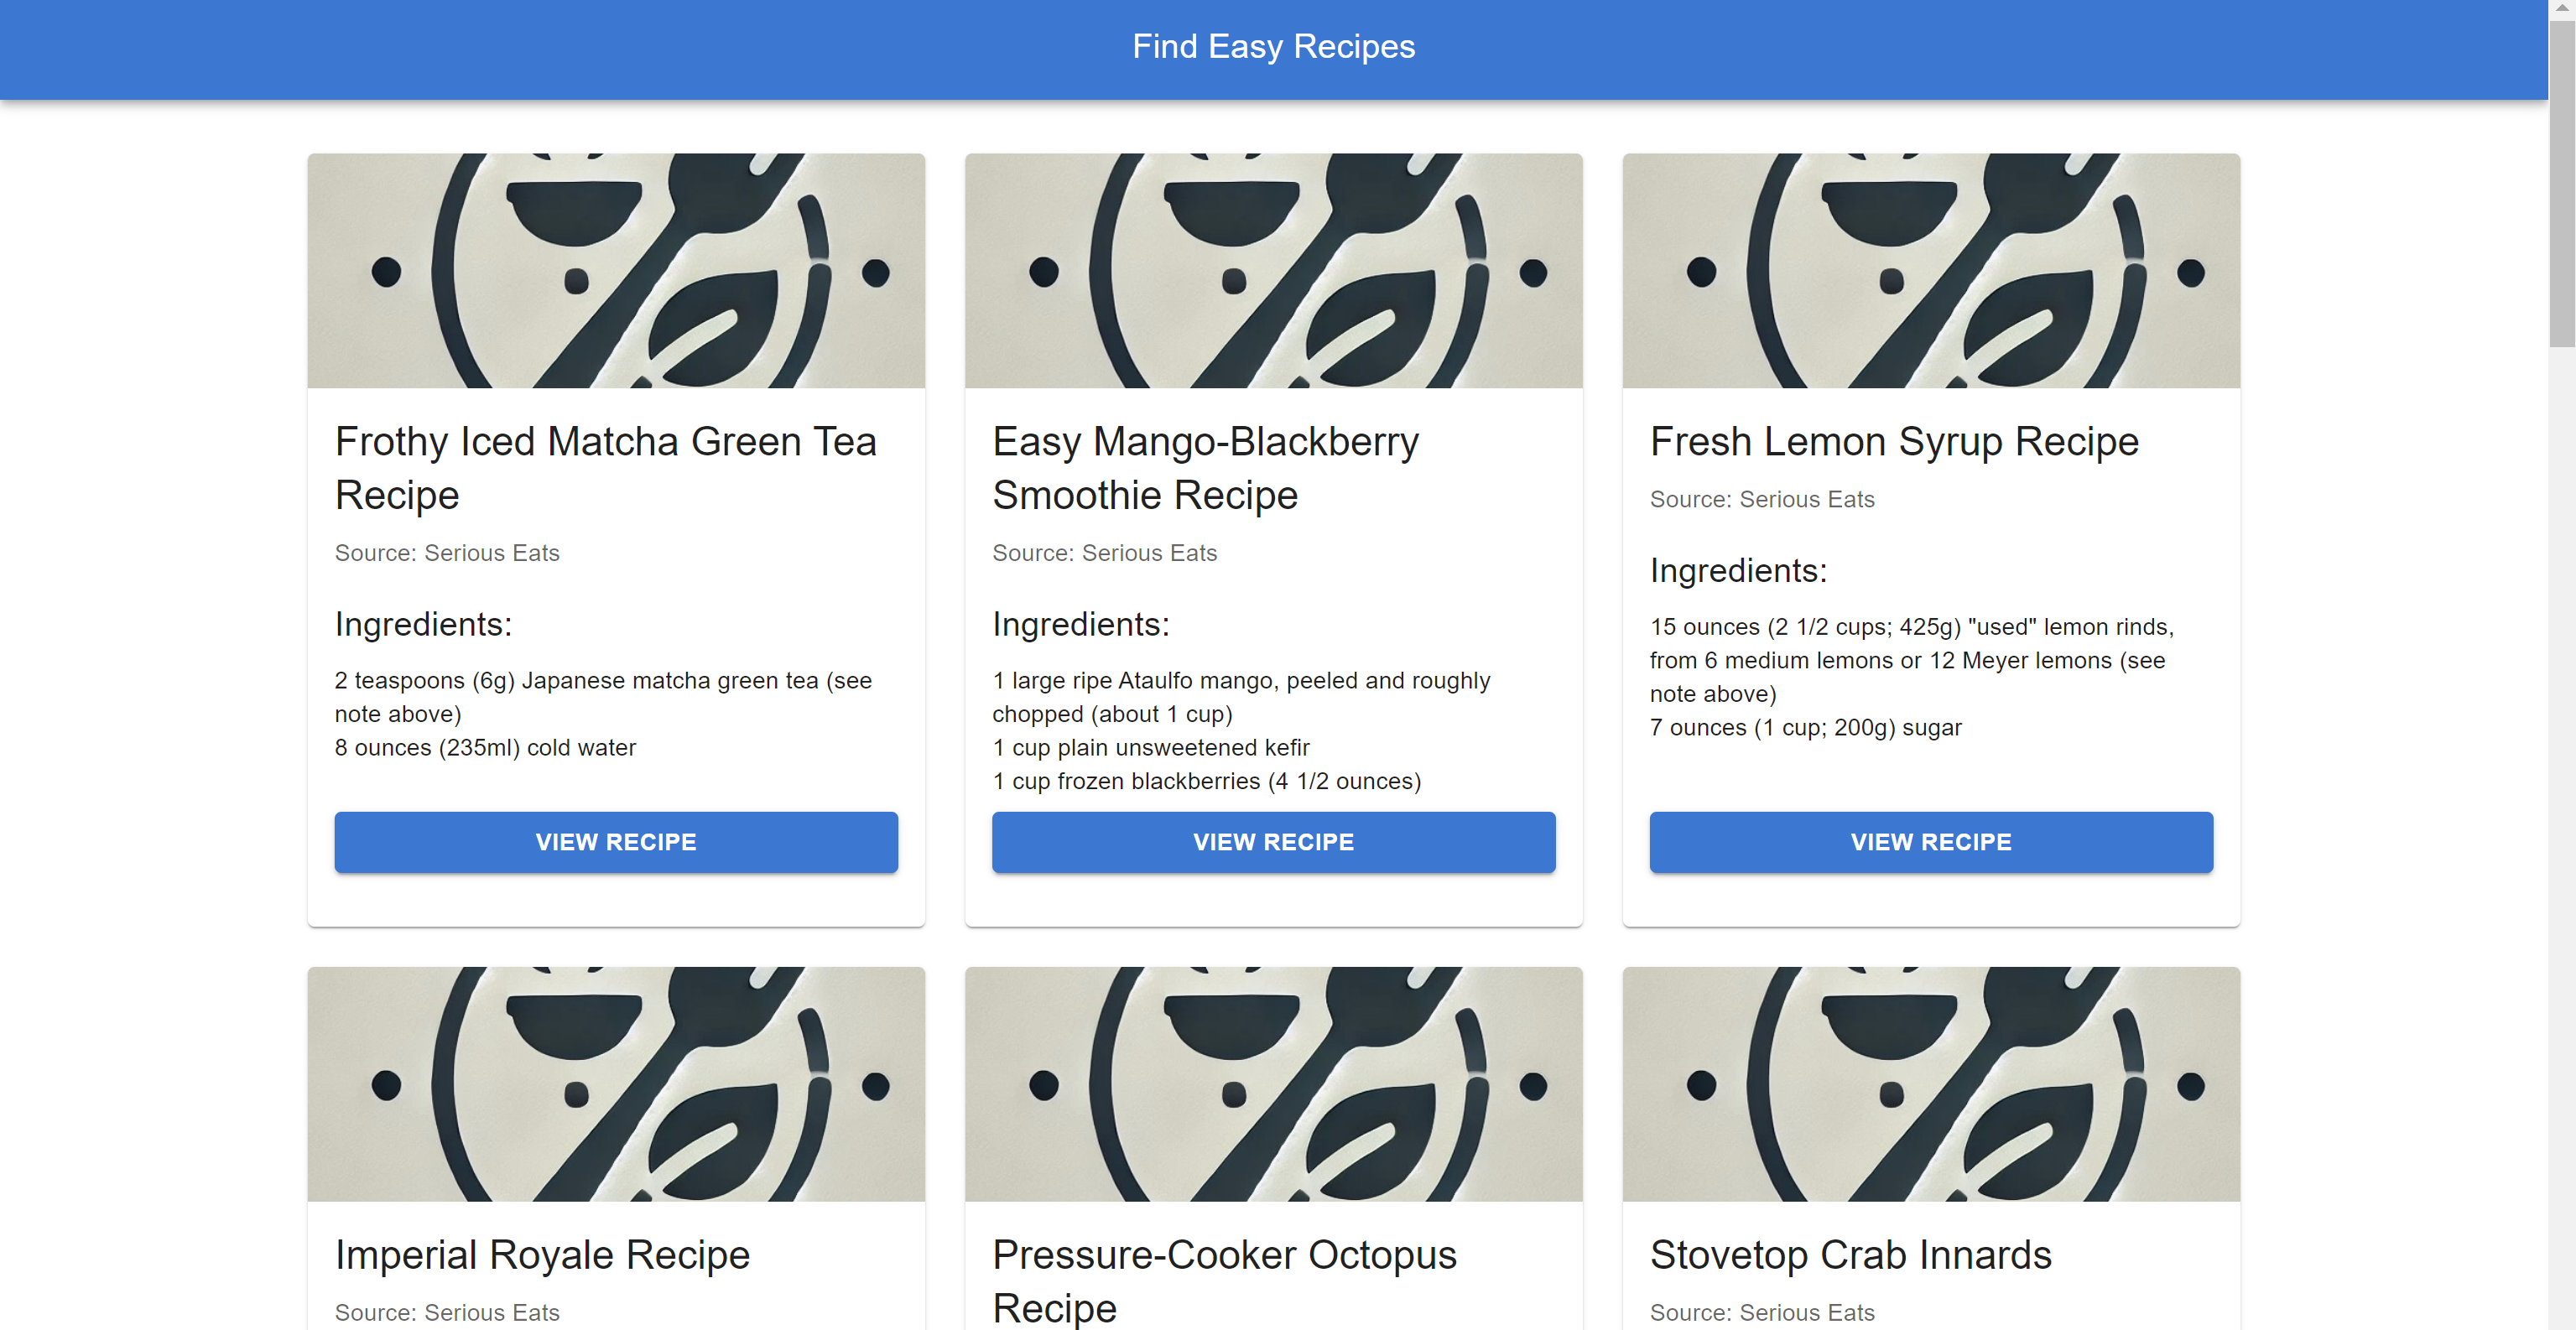 Find Easy Recipes
Frothy Iced Matcha Green Tea
Recipe
Source: Serious Eats
Ingredients:
2 teaspoons (6g) Japanese matcha green tea (see
note above)
8 ounces (235ml) cold water
VIEW RECIPE
Easy Mango-Blackberry
Smoothie Recipe
Source: Serious Eats
Ingredients:
1 large ripe Ataulfo mango, peeled and roughly
chopped (about 1 cup)
1 cup plain unsweetened kefir
1 cup frozen blackberries (4 1/2 ounces)
VIEW RECIPE
Fresh Lemon Syrup Recipe
Source: Serious Eats
Ingredients:
15 ounces (2 1/2 cups; 425g) "used" lemon rinds,
from 6 medium lemons or 12 Meyer lemons (see
note above)
7 ounces (1 cup; 200g) sugar
VIEW RECIPE
Imperial Royale Recipe
Source: Serious Eats
Pressure-Cooker Octopus
Recipe
Stovetop Crab Innards
Source: Serious Eats